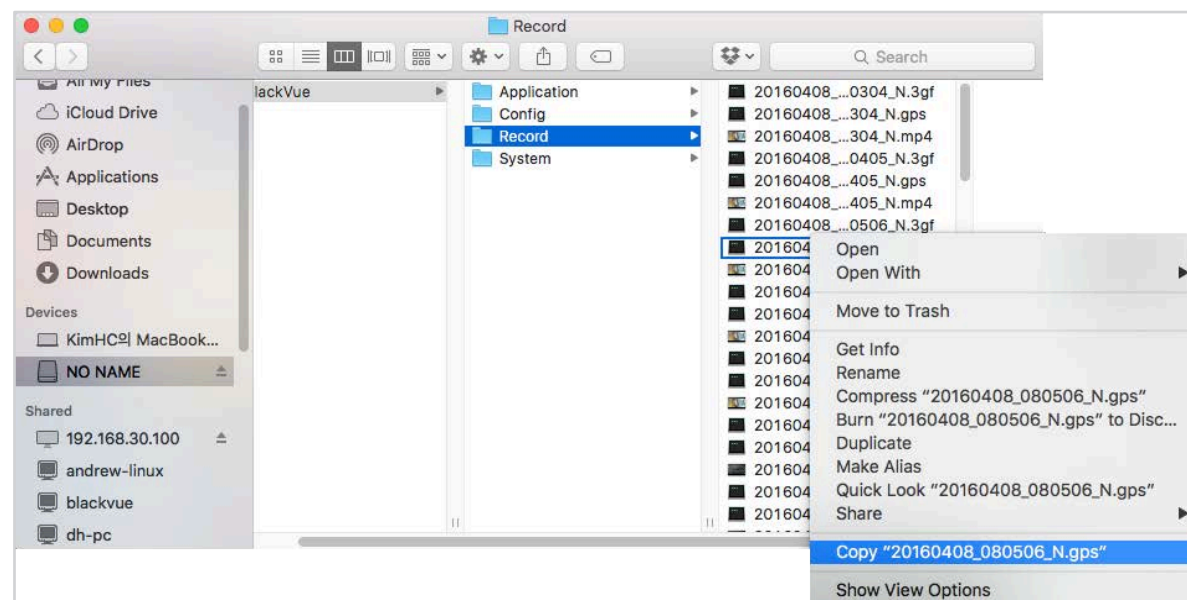 Record
Search
All My Files
iCloud Drive
AirDrop
Applications
Desktop
Documents
Downloads
Devices
KimHC의 MacBook...
NO NAME
Shared
192.168.30.100
andrew-linux
blackvue
dh-pc
lackVue
Application
Config
Record
System
20160408_...0304_N.3gf
20160408_...304_N.gps
20160408_...304_N.mp4
20160408_...0405_N.3gf
20160408_...405_N.gps
20160408_...405_N.mp4
20160408_...0506_N.3gf
201604
201604
201604
201604
201604
201604
201604
201604
201604
201604
201604
201604
201604
Open
Open With
Move to Trash
Get Info
Rename
Compress “20160408_080506_N.gps”
Burn “20160408_080506_N.gps” to Disc...
Duplicate
Make Alias
Quick Look “20160408_080506_N.gps”
Share
Copy “20160408_080506_N.gps”
Show View Options